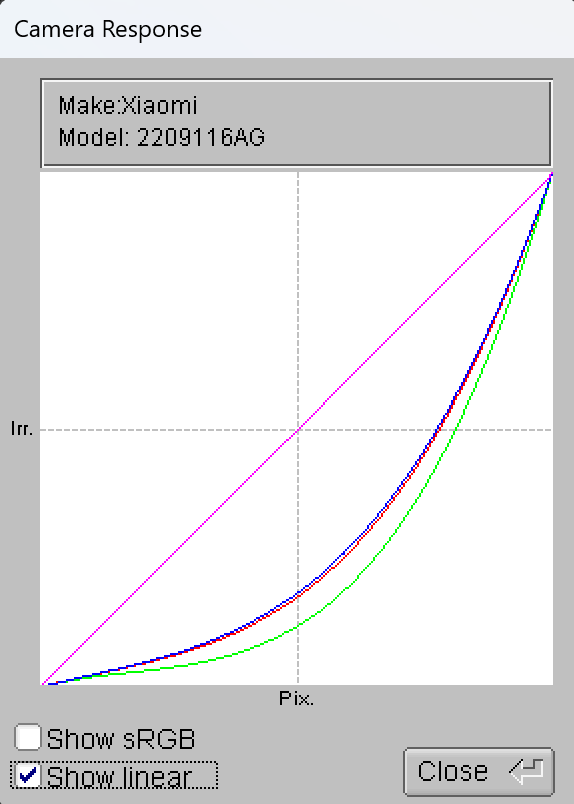 Camera Response
Make:Xiaomi
Model: 2209116AG
Irr.
Pix.
Show sRGB
Show linear
Close